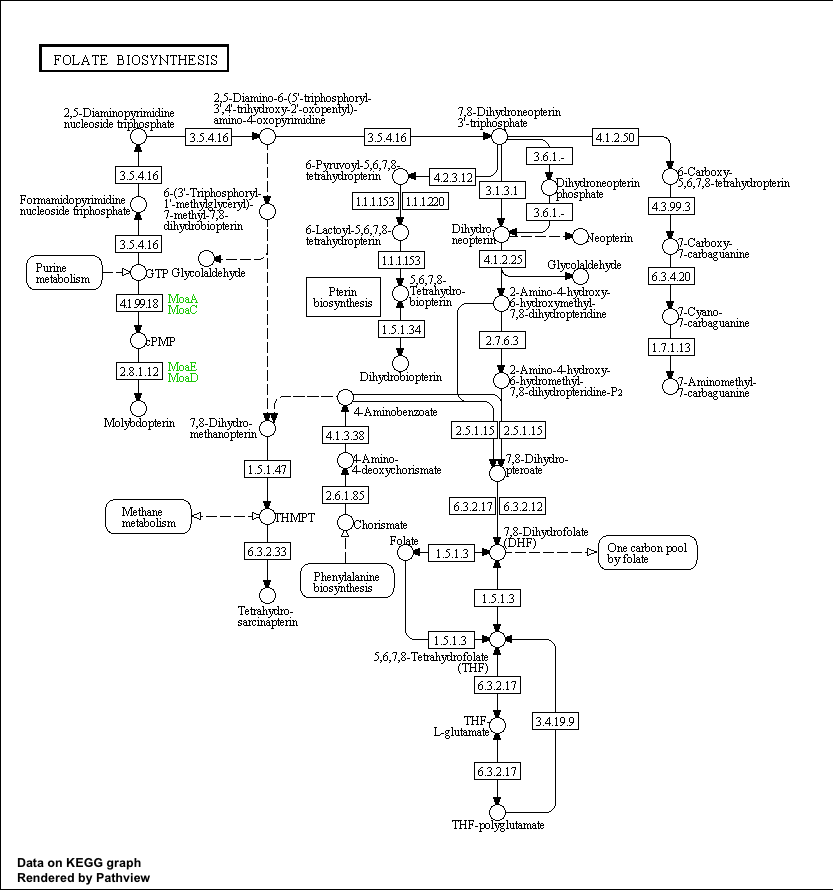 FOLATE BIOSYNTHESIS
2,5-Diaminopyrimidine
nucleoside triphosphate
2,5-Diamino-6-(5'-triphosphoryl-
3',4'-trihydroxy-2'-oxopentyl)-
amino-4-oxopyrimidine
7,8-Dihydroneopterin
3'-triphosphate
3.5.4.16
3.5.4.16
4.1.2.50
3.6.1.-
6-Pyruvoyl-5,6,7,8-
tetrahydropterin
4.2.3.12
3.1.3.1
Dihydroneopterin
phosphate
6-Carboxy-
5,6,7,8-tetrahydropterin
3.5.4.16
Formamidopyrimidine
nucleoside triphosphate
6-(3'-Triphosphoryl-
1'-methylglyceryl)-
7-methyl-7,8-
dihydrobiopterin
1.1.1.153
1.1.1.220
3.6.1.-
4.3.99.3
3.5.4.16
6-Lactoyl-5,6,7,8-
tetrahydropterin
Dihydro-
neopterin
Neopterin
7-Carboxy-
7-carbaguanine
Purine
metabolism
GTP
Glycolaldehyde
1.1.1.153
4.1.2.25
Glycolaldehyde
6.3.4.20
4.1.99.18
MoaA
MoaC
Pterin
biosynthesis
5,6,7,8-
Tetrahydro-
biopterin
2-Amino-4-hydroxy-
6-hydroxymethyl-
7,8-dihydropteridine
7-Cyano-
7-carbaguanine
cPMP
1.5.1.34
2.7.6.3
1.7.1.13
2.8.1.12
MoaE
MoaD
Dihydrobiopterin
2-Amino-4-hydroxy-
6-hydromethyl-
7,8-dihydropteridine-P2
7-Aminomethyl-
7-carbaguanine
Molybdopterin
7,8-Dihydro-
methanopterin
4-Aminobenzoate
4.1.3.38
2.5.1.15
2.5.1.15
1.5.1.47
4-Amino-
4-deoxychorismate
7,8-Dihydro-
pteroate
2.6.1.85
6.3.2.17
6.3.2.12
Methane
metabolism
THMPT
Chorismate
7,8-Dihydrofolate
(DHF)
6.3.2.33
Folate
1.5.1.3
One carbon pool
by folate
Phenylalanine
biosynthesis
1.5.1.3
Tetrahydro-
sarcinapterin
1.5.1.3
5,6,7,8-Tetrahydrofolate
(THF)
6.3.2.17
THF-
L-glutamate
3.4.19.9
6.3.2.17
THF-polyglutamate
Data on KEGG graph
Rendered by Pathview